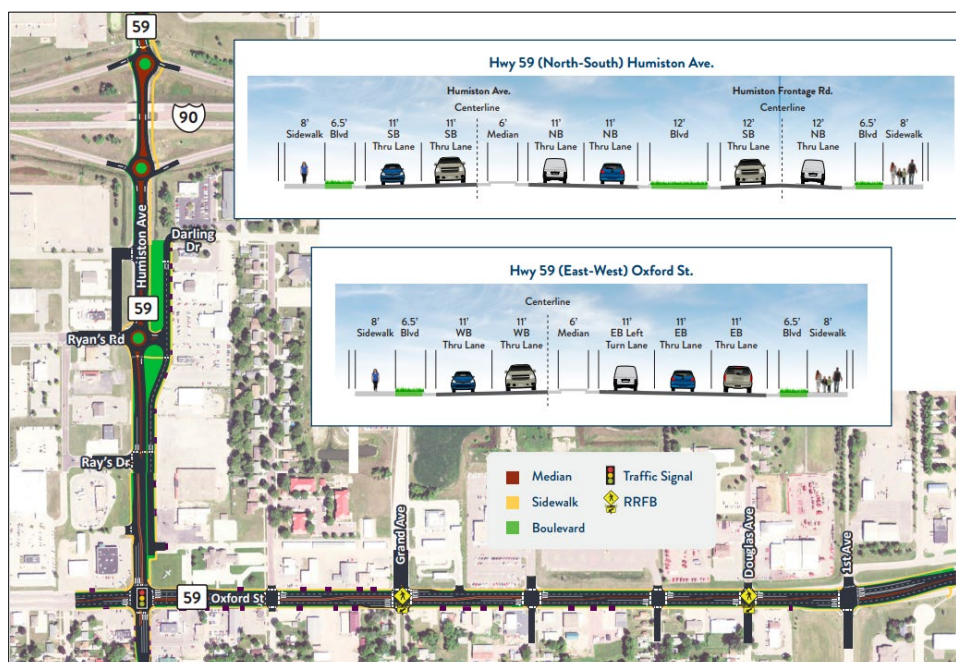 59
90
Humiston Ave
Darling
Dr
59
Ryan's Rd
Ray's Dr
59
Oxford St
Grand Ave
Douglas Ave
1st Ave
Hwy 59 (North-South) Humiston Ave.
Humiston Ave.
Centerline
Humiston Frontage Rd.
Centerline
8' 6.5' 11' 11' 6' 11' 11' 12' 12' 12' 6.5' 8'
Sidewalk Blvd SB SB Median NB NB Blvd SB NB Blvd Sidewalk
Thru Lane Thru Lane Thru Lane Thru Lane Thru Lane Thru Lane
Hwy 59 (East-West) Oxford St.
Centerline
8' 6.5' 11' 11' 6' 11' 11' 11' 6.5' 8'
Sidewalk Blvd WB WB Median EB Left EB EB Blvd Sidewalk
Thru Lane Thru Lane Turn Lane Thru Lane Thru Lane
Median
Sidewalk
Boulevard
Traffic Signal
RRFB